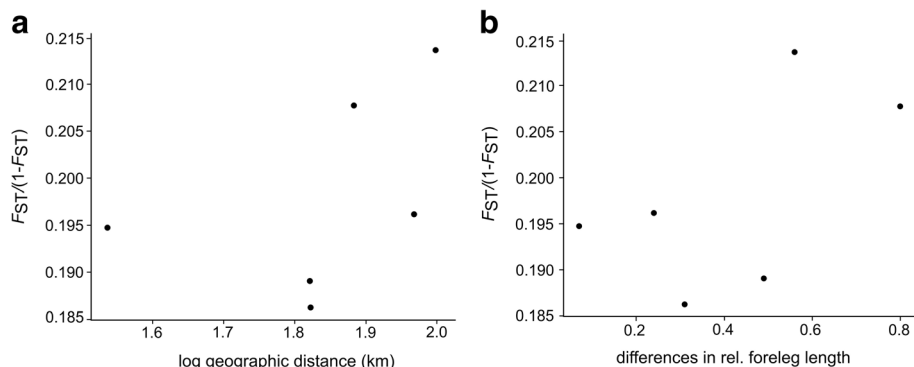 a
0.215
0.210
0.205
0.200
0.195
0.190
0.185
FST/(1-FST)
1.6 1.7 1.8 1.9 2.0
log geographic distance (km)
b
0.215
0.210
0.205
0.200
0.195
0.190
0.185
FST/(1-FST)
0.2 0.4 0.6 0.8
differences in rel. foreleg length